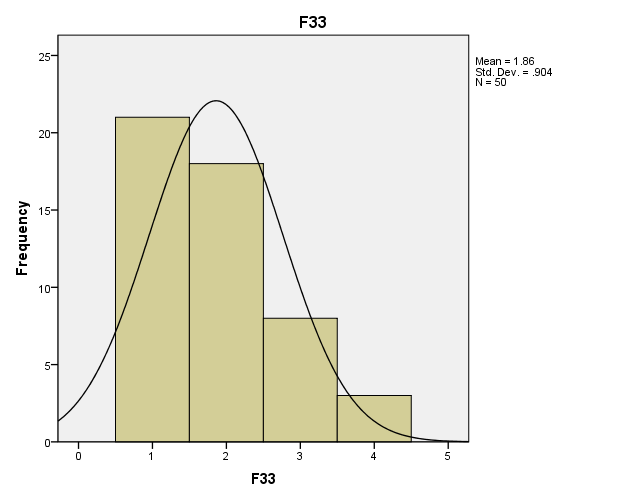 F33
Mean = 1.86
Std. Dev. = .904
N = 50
Frequency
25
20
15
10
5
0
0 1 2 3 4 5
F33